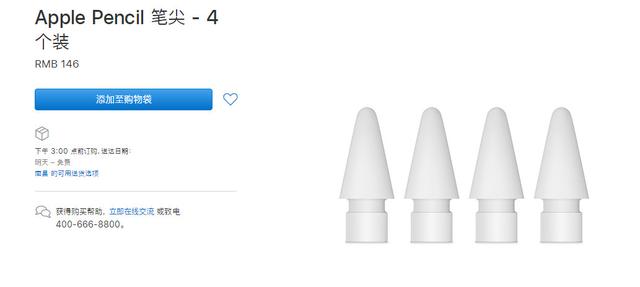 Apple Pencil 笔尖 - 4
个装
RMB 146
添加至购物袋
下午 3:00 点前订购，送达日期：
明天 – 免费
南昌 的可用送货选项
获得购买帮助，立即在线交流 或致电
400-666-8800。